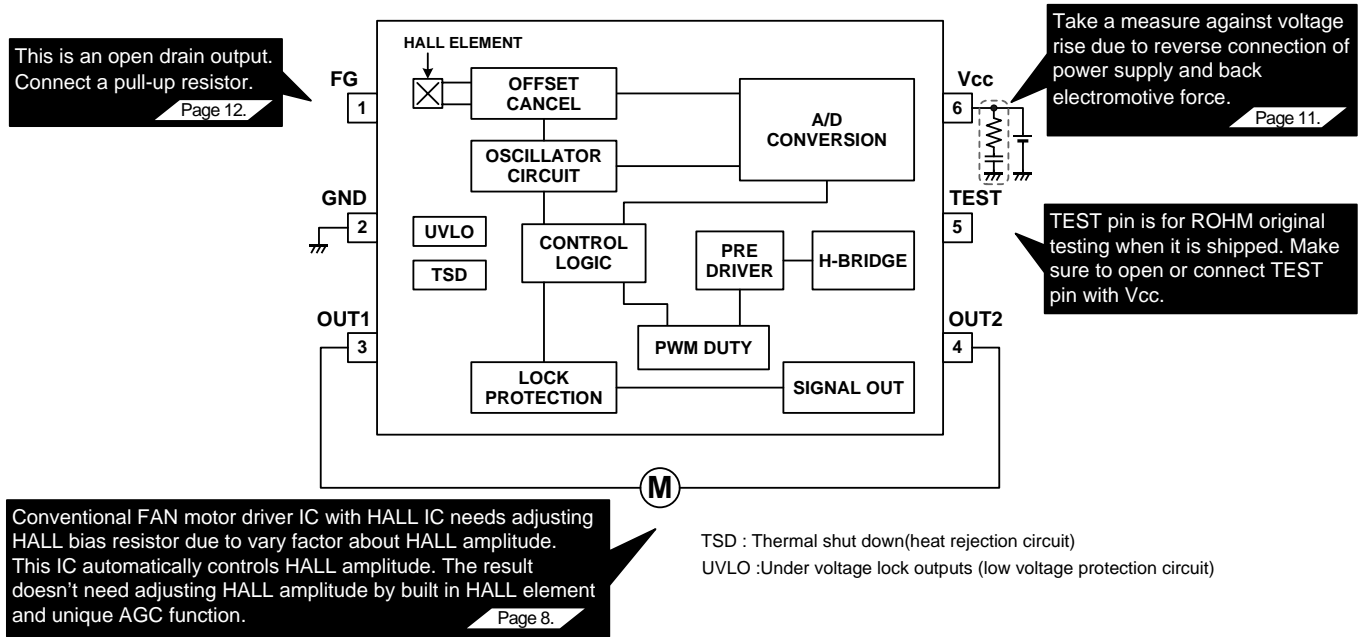 This is an open drain output.
Connect a pull-up resistor.
Page 12.
HALL ELEMENT
FG
1
OFFSET
CANCEL
A/D
CONVERSION
Vcc
6
Take a measure against voltage
rise due to reverse connection of
power supply and back
electromotive force.
Page 11.
OSCILLATOR
CIRCUIT
GND
2
UVLO
TSD
CONTROL
LOGIC
PRE
DRIVER
H-BRIDGE
TEST
5
TEST pin is for ROHM original
testing when it is shipped. Make
sure to open or connect TEST
pin with Vcc.
OUT1
3
PWM DUTY
OUT2
4
LOCK
PROTECTION
SIGNAL OUT
M
Conventional FAN motor driver IC with HALL IC needs adjusting
HALL bias resistor due to vary factor about HALL amplitude.
This IC automatically controls HALL amplitude. The result
doesn't need adjusting HALL amplitude by built in HALL element
and unique AGC function.
Page 8.
TSD : Thermal shut down(heat rejection circuit)
UVLO :Under voltage lock outputs (low voltage protection circuit)